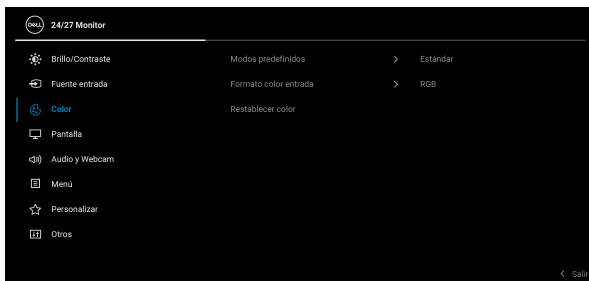 DELL 24/27 Monitor
Brillo/Contraste Modos predefinidos > Estándar
Fuente entrada Formato color entrada > RGB
Color Restablecer color
Pantalla
Audio y Webcam
Menú
Personalizar
Otros
< Salir